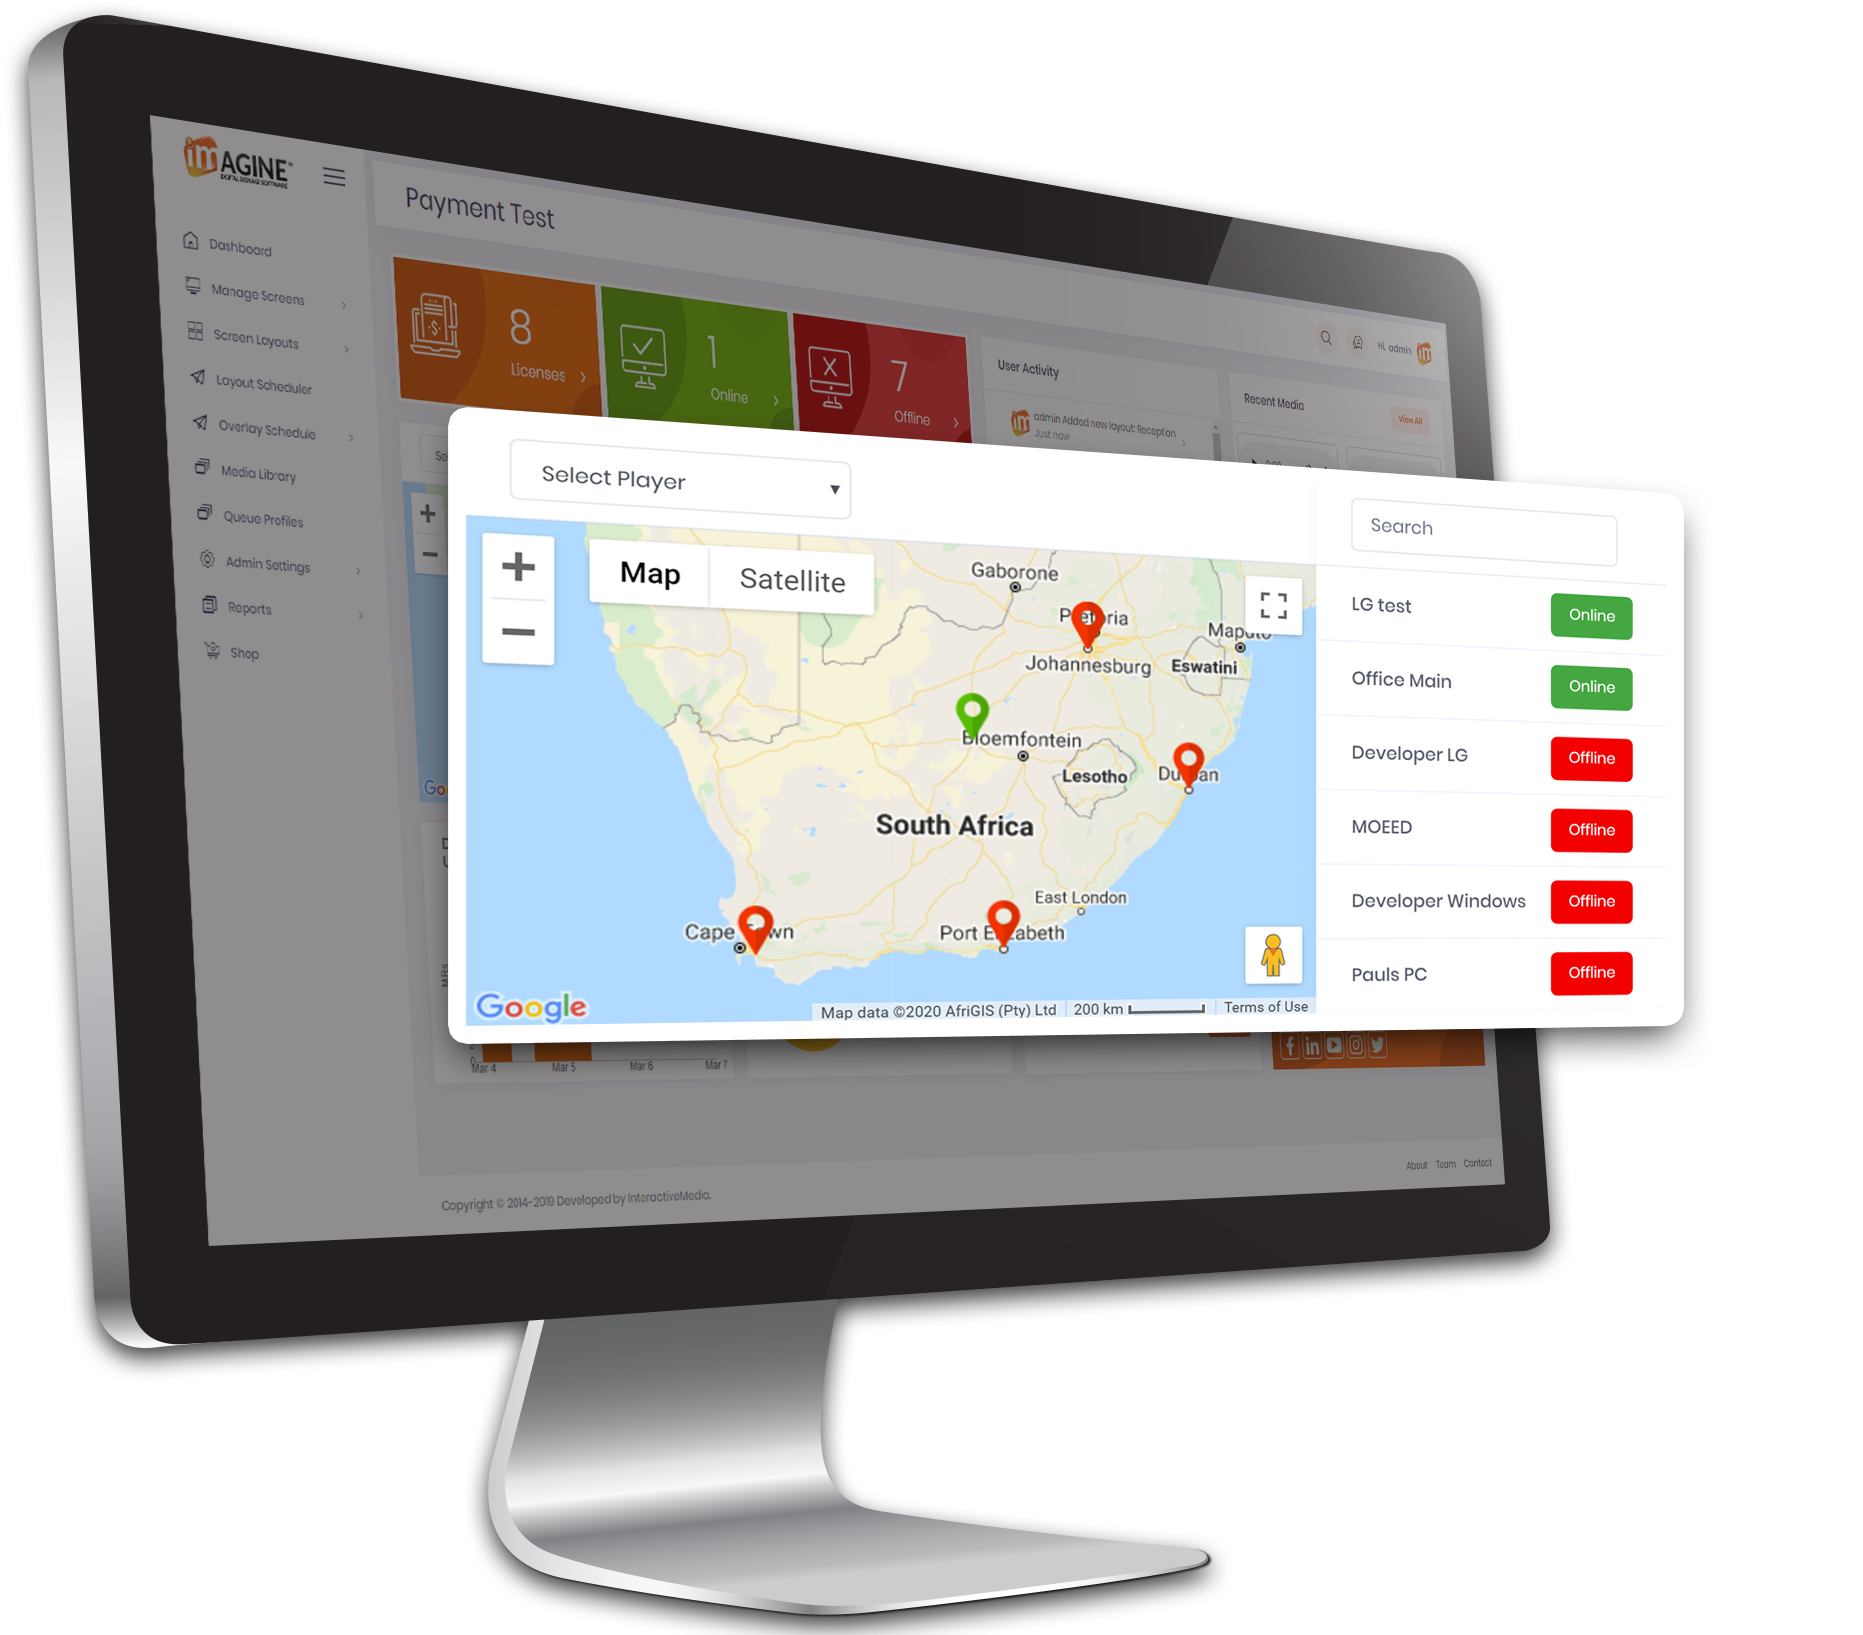 imAGINE
DIGITAL SIGNAGE SOFTWARE
Payment Test
Dashboard
Manage Screens
Screen Layouts
Layout Scheduler
Overlay Schedule
Media Library
Queue Profiles
Admin Settings
Reports
Shop
8
Licenses
1
Online
7
Offline
Hi, admin
User Activity
admin Added new layout: Reception
Just now
Recent Media
View All
Select Player
Map
Satellite
Gaborone
Pretoria
Maputo
Johannesburg
Eswatini
Bloemfontein
Lesotho
Durban
South Africa
East London
Cape Town
Port Elizabeth
Google
Map data ©2020 AfriGIS (Pty) Ltd
200 km
Terms of Use
Search
LG test
Online
Office Main
Online
Developer LG
Offline
MOEED
Offline
Developer Windows
Offline
Pauls PC
Offline
0
Mar 4
Mar 5
Mar 6
Mar 7
About Team Contact
Copyright © 2014-2019 Developed by InteractiveMedia.